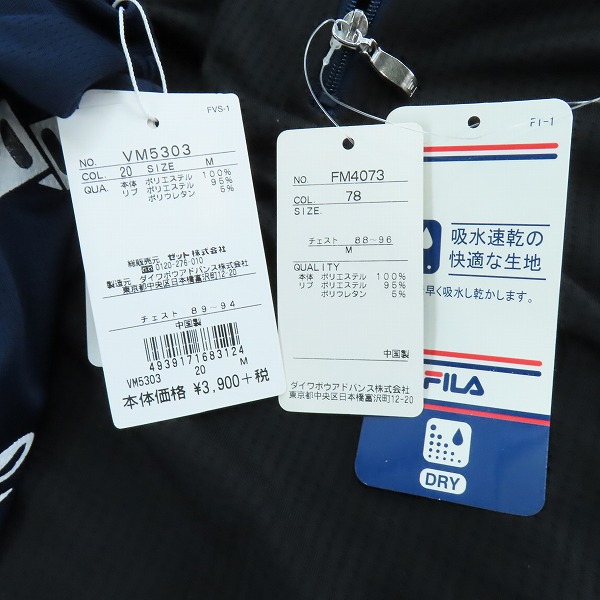 FVS-1
NO. VM5303
COL. 20 SIZE M
QUA. 本体 ポリエステル 100%
リブ ポリエステル 95%
ポリウレタン 5%
総販売元 ゼット株式会社
0120-276-010
製造元 ダイワボウアドバンス株式会社
東京都中央区日本橋富沢町12-20
チェスト 89~94
中国製
4939171683124
VM5303 20 M
本体価格 ¥3,900+税
NO. FM4073
COL. 78
SIZE.
チェスト 88~96
M
QUALITY
本体 ポリエステル 100%
リブ ポリエステル 95%
ポリウレタン 5%
中国製
ダイワボウアドバンス株式会社
東京都中央区日本橋富沢町12-20
FI-1
吸水速乾の
快適な生地
早く吸水し乾かします。
FILA
DRY